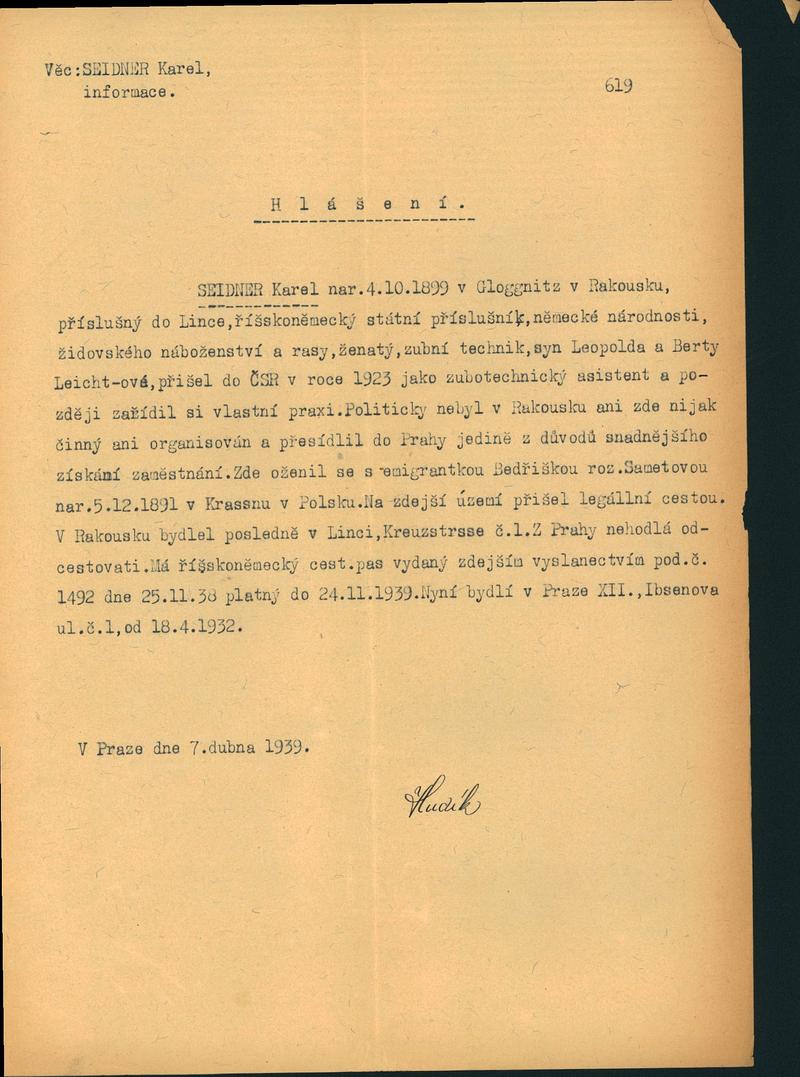 Věc:SEIDNER Karel,
informace.
619
H l á š e n í .
SEIDNER Karel nar.4.10.1899 v Gloggnitz v Rakousku,
příslušný do Lince,říšskoněmecký státní příslušník,německé národnosti,
židovského náboženství a rasy,ženatý,zubní technik,syn Leopolda a Berty
Leicht-ové,přišel do ČSR v roce 1923 jako zubotechnický asistent a po-
zději zařídil si vlastní praxi.Politicky nebyl v Rakousku ani zde nijak
činný ani organisován a přesídlil do Prahy jedině z důvodů snadnějšího
získání zaměstnání.Zde oženil se s emigrantkou Bedřiškou roz.Sametovou
nar.5.12.1891 v Krassnu v Polsku.Na zdejší území přišel legállní cestou.
V Rakousku bydlel posledně v Linci,Kreuzstrsse č.1.Z Prahy nehodlá od-
cestovati.Má říšskoněmecký cest.pas vydaný zdejším vyslanectvím pod.č.
1492 dne 25.11.38 platný do 24.11.1939.Nyní bydlí v Praze XII.,Ibsenova
ul.č.1,od 18.4.1932.
V Praze dne 7.dubna 1939.
Hudík